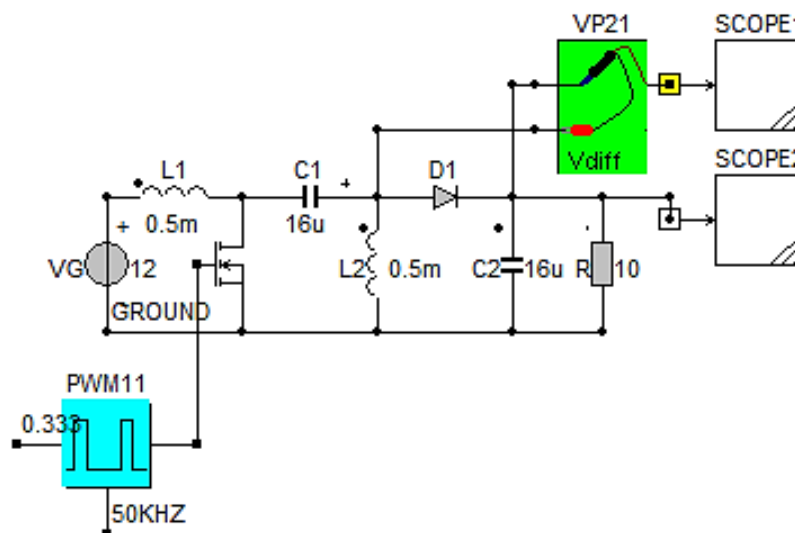 VP21
SCOPE1
Vdiff
SCOPE2
L1
C1
+
D1
0.5m
16u
+
VG
12
L2
0.5m
C2
16u
R
10
GROUND
PWM11
0.333
50KHZ